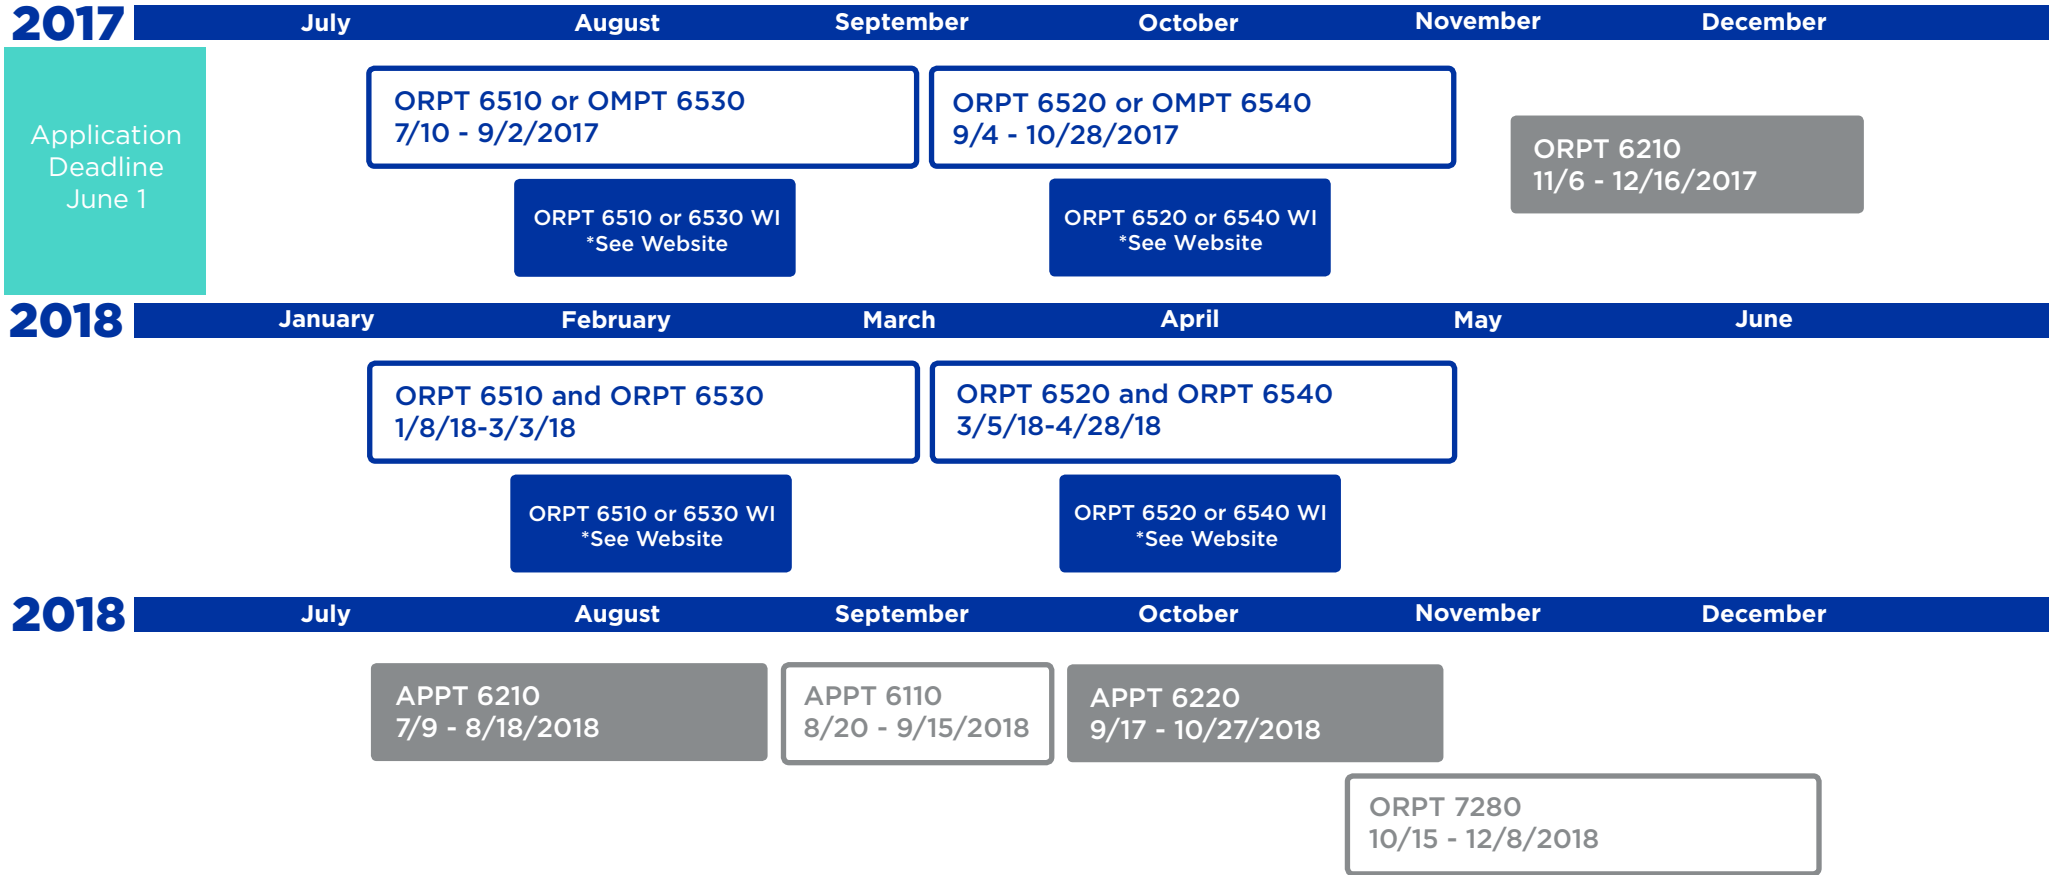 2017 July August September October November December
Application
Deadline
June 1
ORPT 6510 or OMPT 6530
7/10 - 9/2/2017
ORPT 6520 or OMPT 6540
9/4 - 10/28/2017
ORPT 6210
11/6 - 12/16/2017
ORPT 6510 or 6530 WI
*See Website
ORPT 6520 or 6540 WI
*See Website
2018 January February March April May June
ORPT 6510 and ORPT 6530
1/8/18-3/3/18
ORPT 6520 and ORPT 6540
3/5/18-4/28/18
ORPT 6510 or 6530 WI
*See Website
ORPT 6520 or 6540 WI
*See Website
2018 July August September October November December
APPT 6210
7/9 - 8/18/2018
APPT 6110
8/20 - 9/15/2018
APPT 6220
9/17 - 10/27/2018
ORPT 7280
10/15 - 12/8/2018